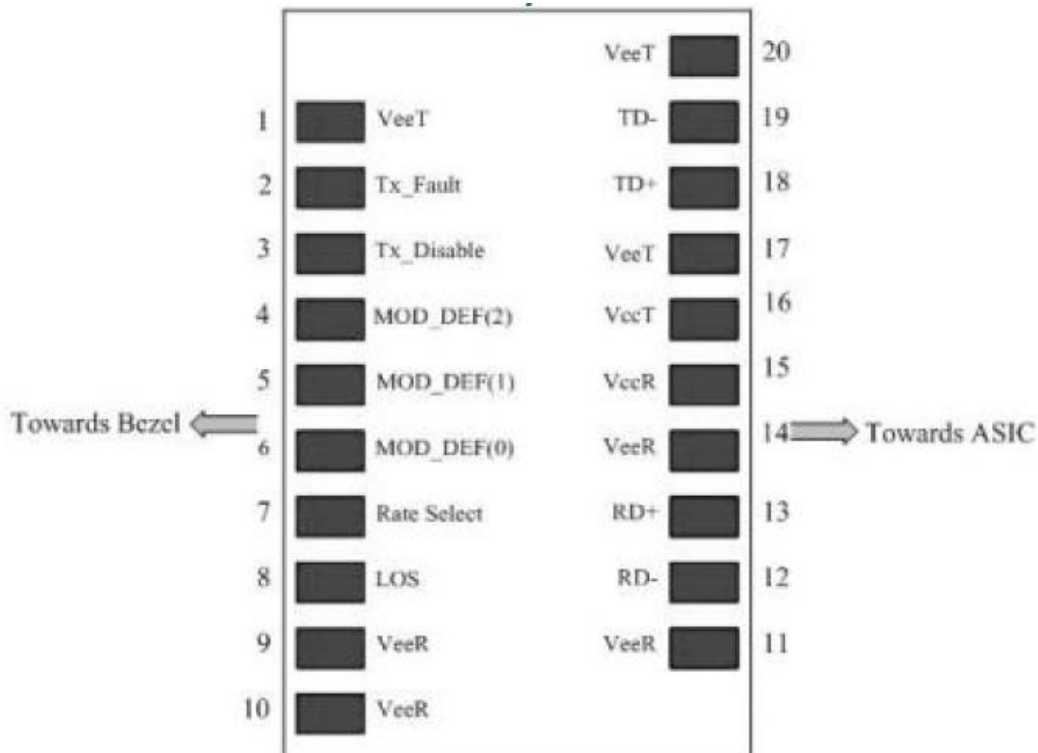 VeeT 20
1 VeeT TD- 19
2 Tx_Fault TD+ 18
3 Tx_Disable VeeT 17
4 MOD_DEF(2) VccT 16
5 MOD_DEF(1) VccR 15
Towards Bezel 6 MOD_DEF(0) VeeR 14 Towards ASIC
7 Rate Select RD+ 13
8 LOS RD- 12
9 VeeR VeeR 11
10 VeeR